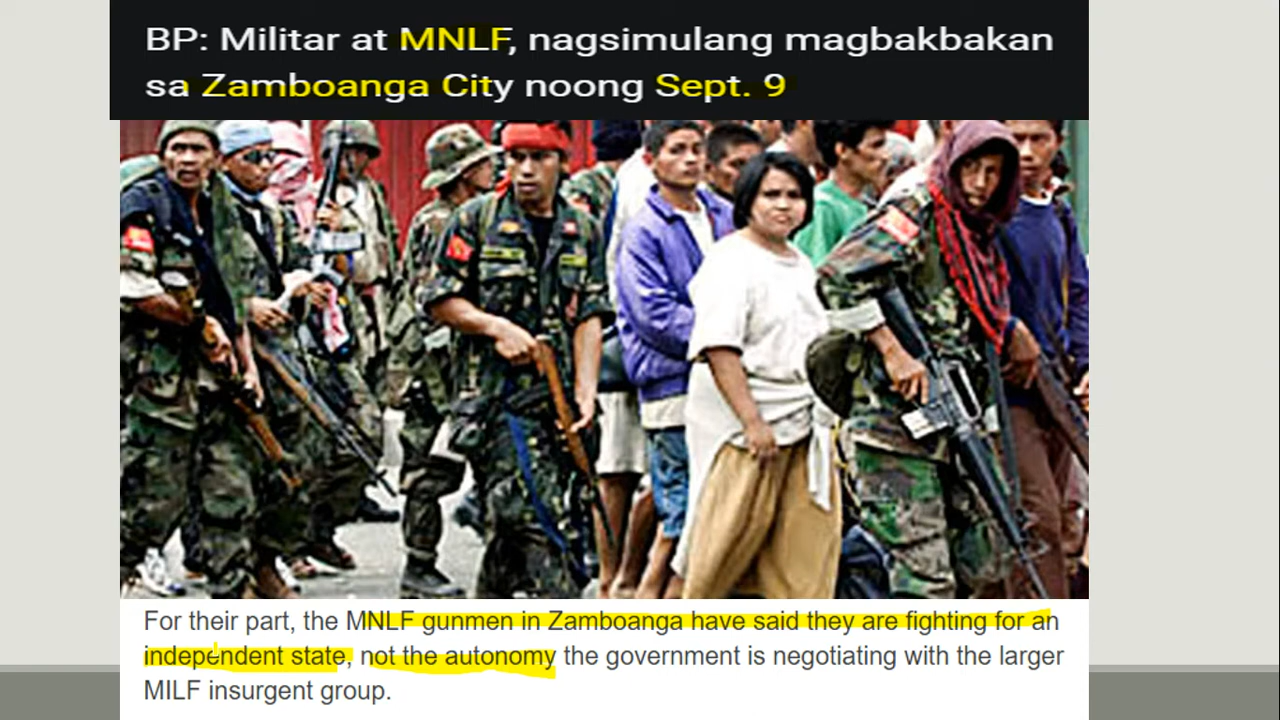 BP: Militar at MNLF, nagsimulang magbakbakan
sa Zamboanga City noong Sept. 9
For their part, the MNLF gunmen in Zamboanga have said they are fighting for an
independent state, not the autonomy the government is negotiating with the larger
MILF insurgent group.